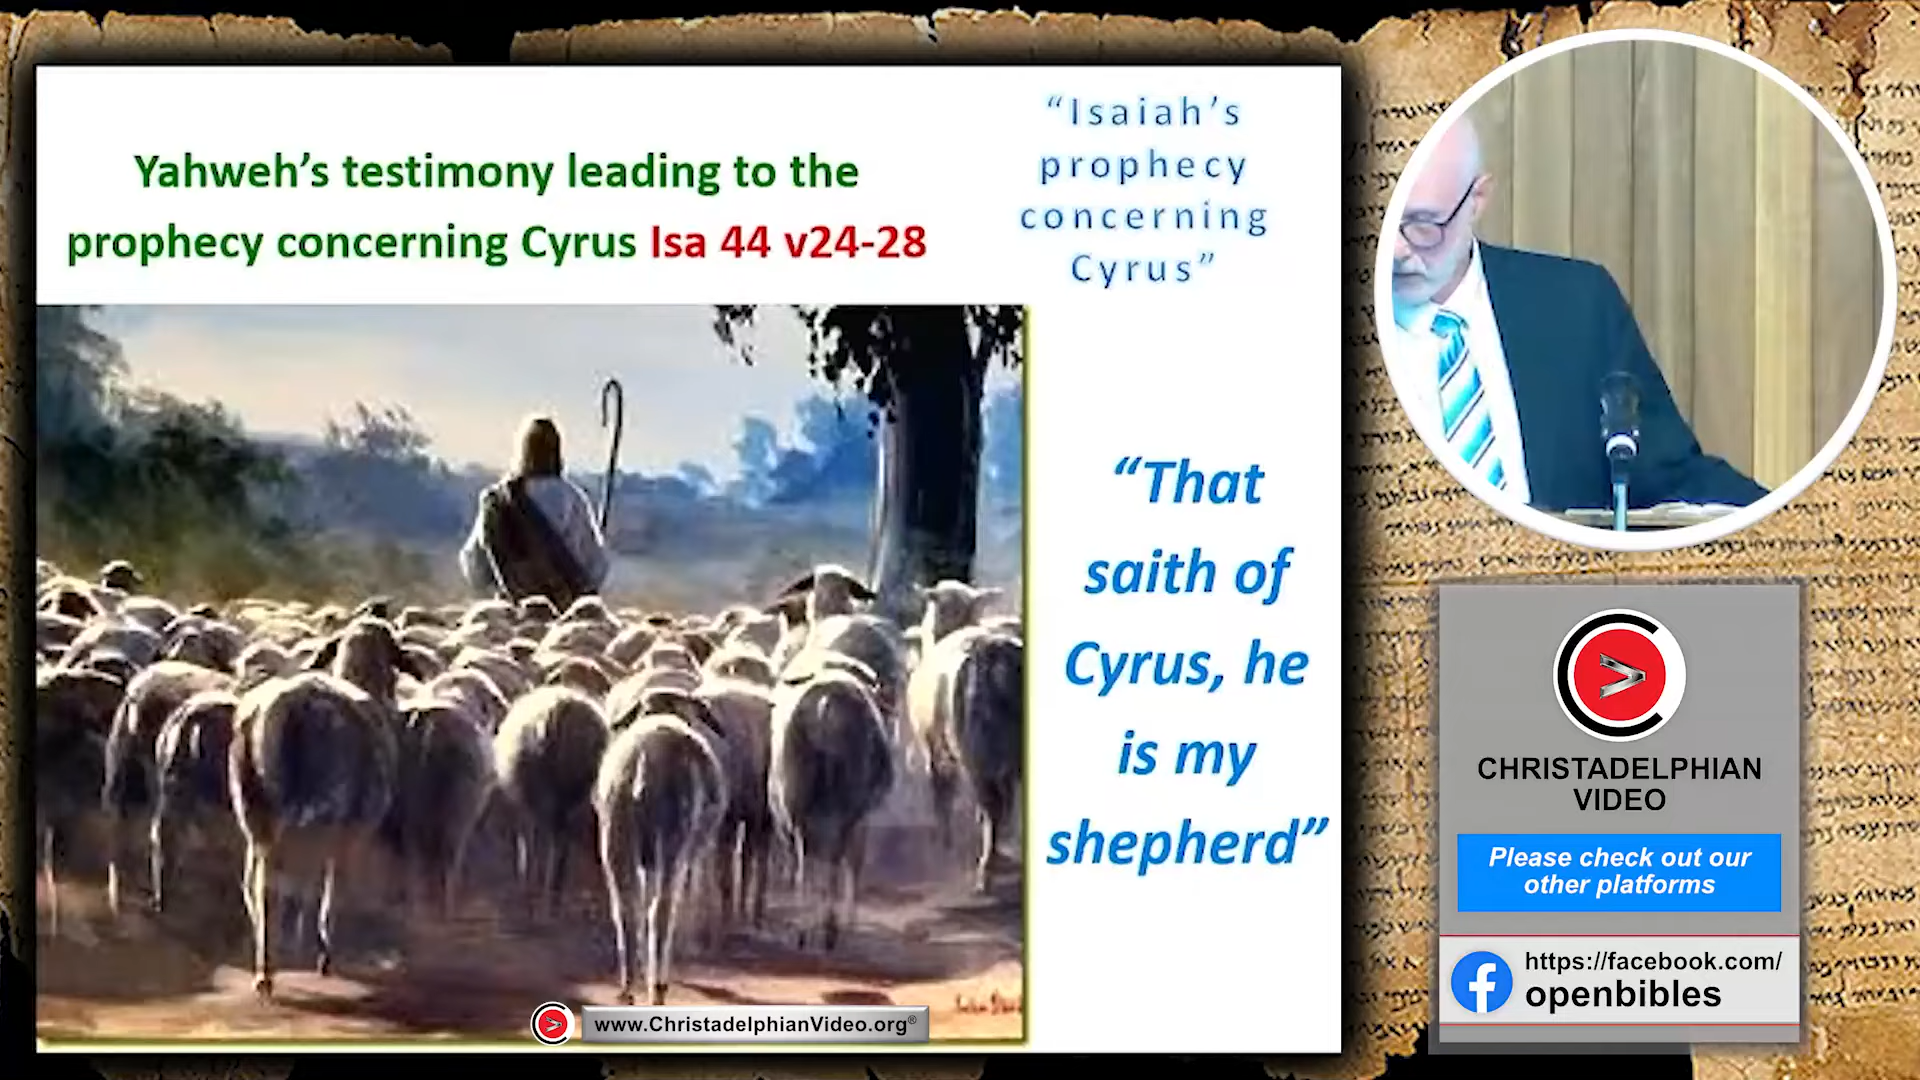 Yahweh’s testimony leading to the
prophecy concerning Cyrus Isa 44 v24-28
“Isaiah’s
prophecy
concerning
Cyrus”
“That
saith of
Cyrus, he
is my
shepherd”
www.ChristadelphianVideo.org®
CHRISTADELPHIAN
VIDEO
Please check out our
other platforms
https://facebook.com/
openbibles